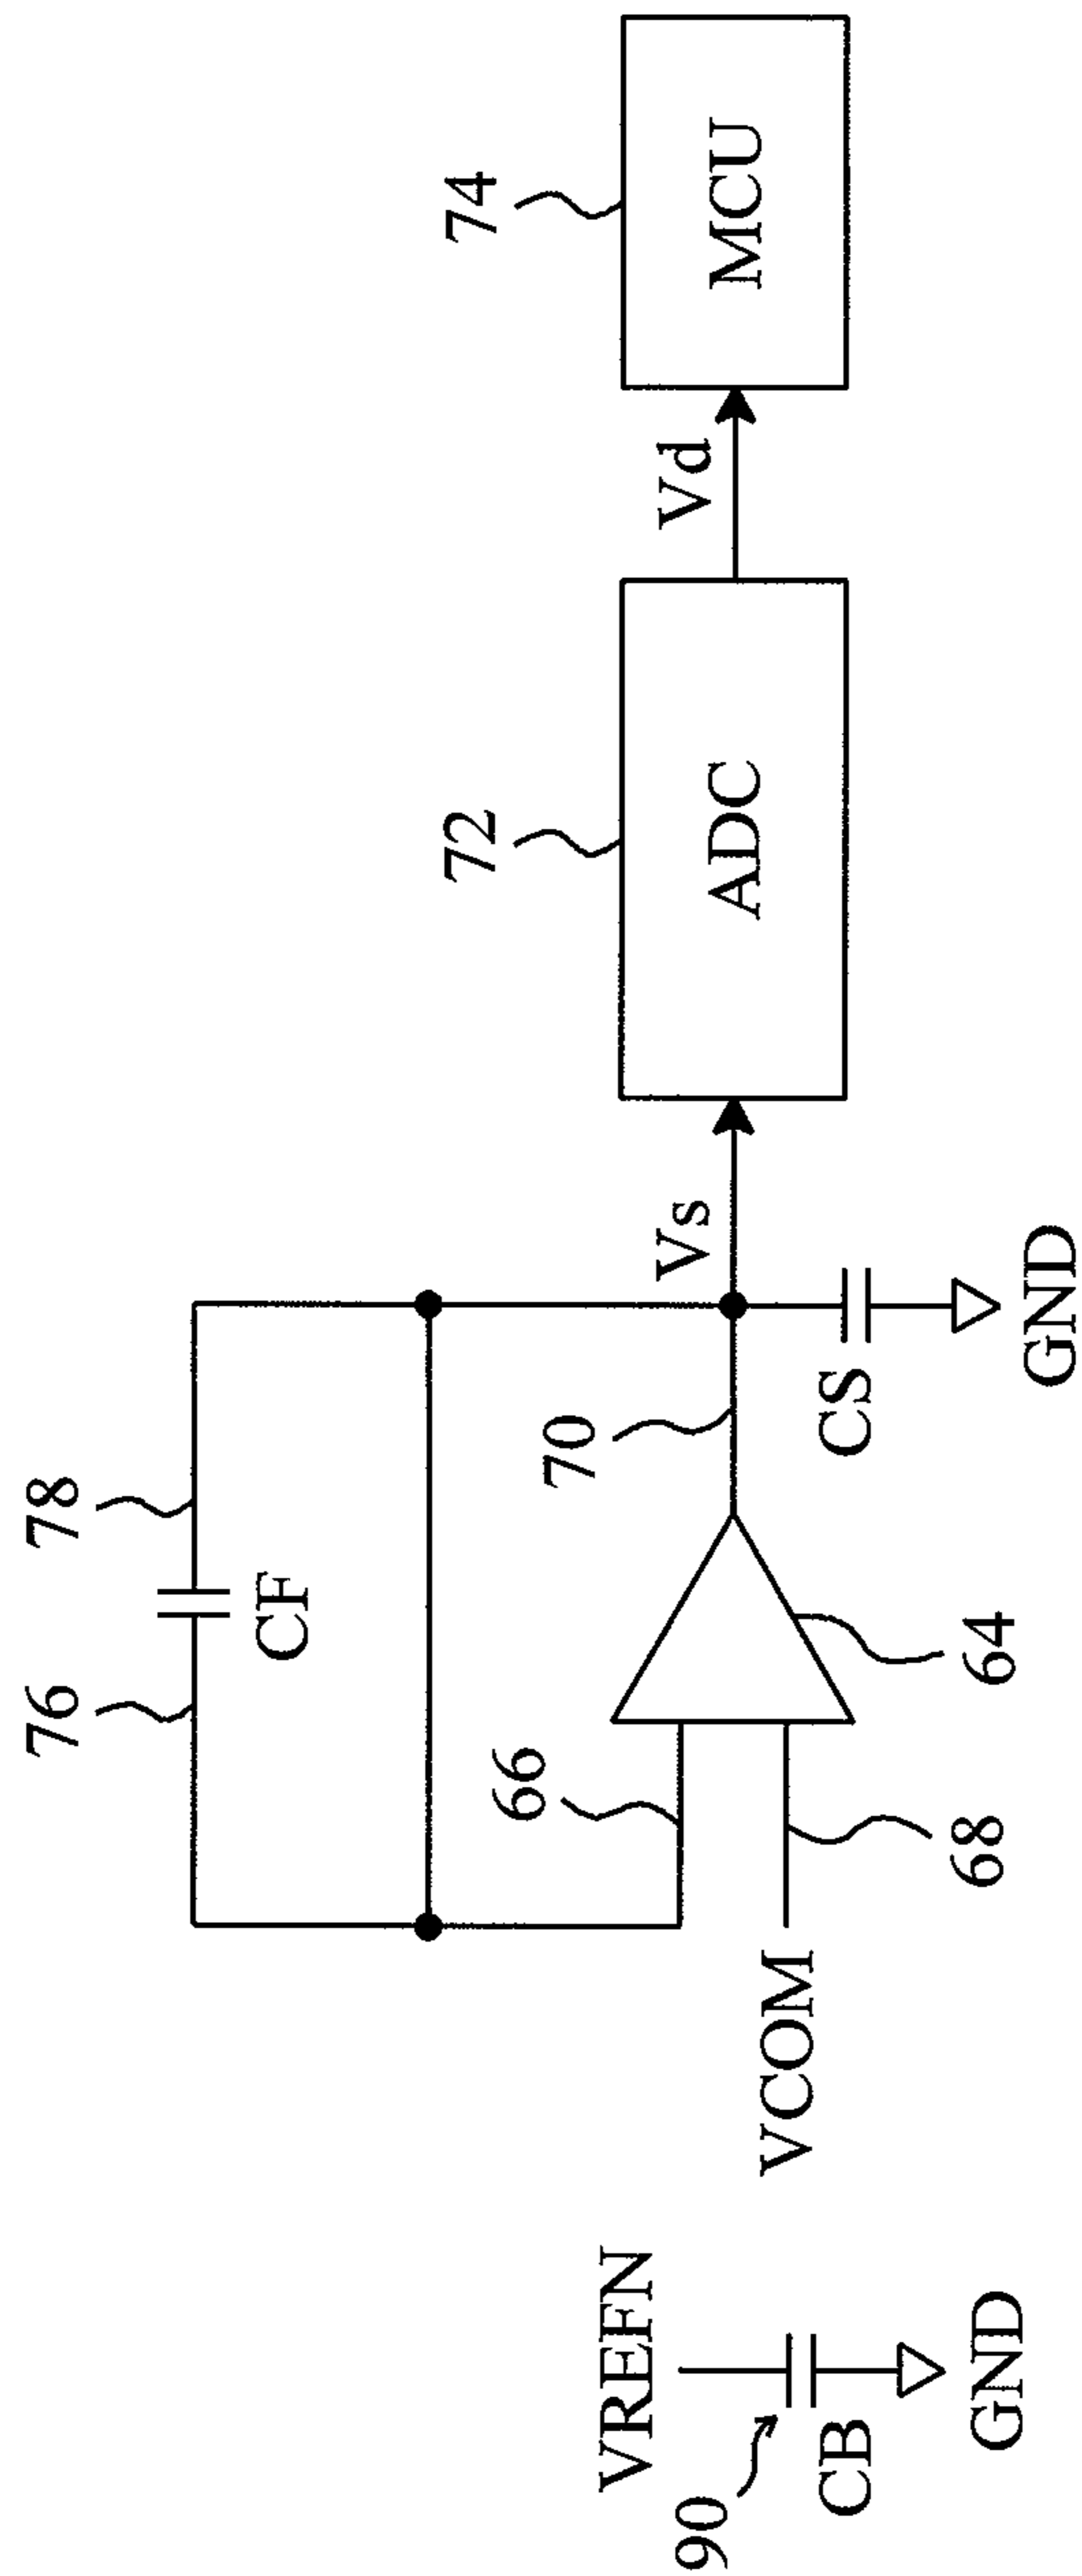 76
78
CF
66
70
Vs
72
ADC
Vd
74
MCU
68
VCOM
64
CS
GND
VREFN
90
CB
GND